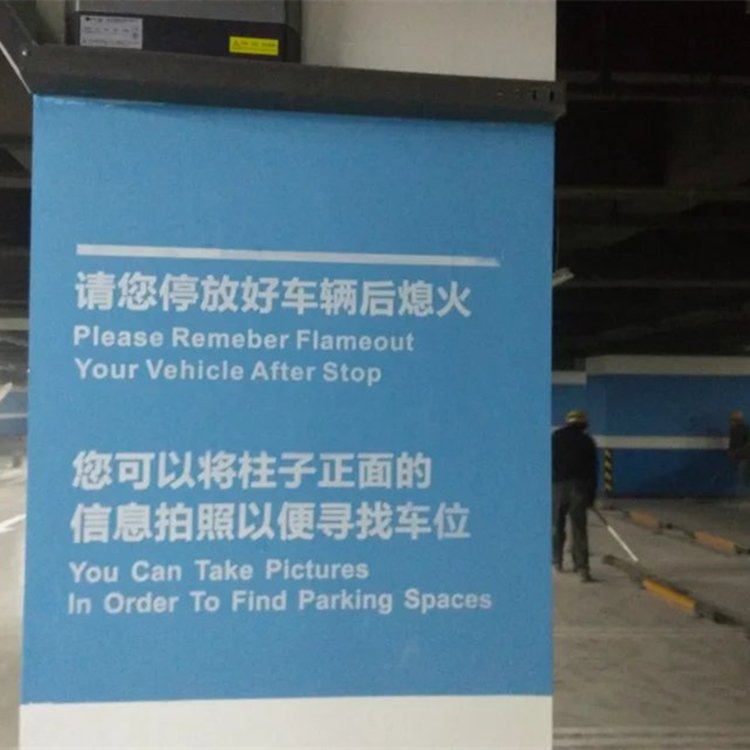 请您停放好车辆后熄火
Please Remeber Flameout
Your Vehicle After Stop
您可以将柱子正面的
信息拍照以便寻找车位
You Can Take Pictures
In Order To Find Parking Spaces